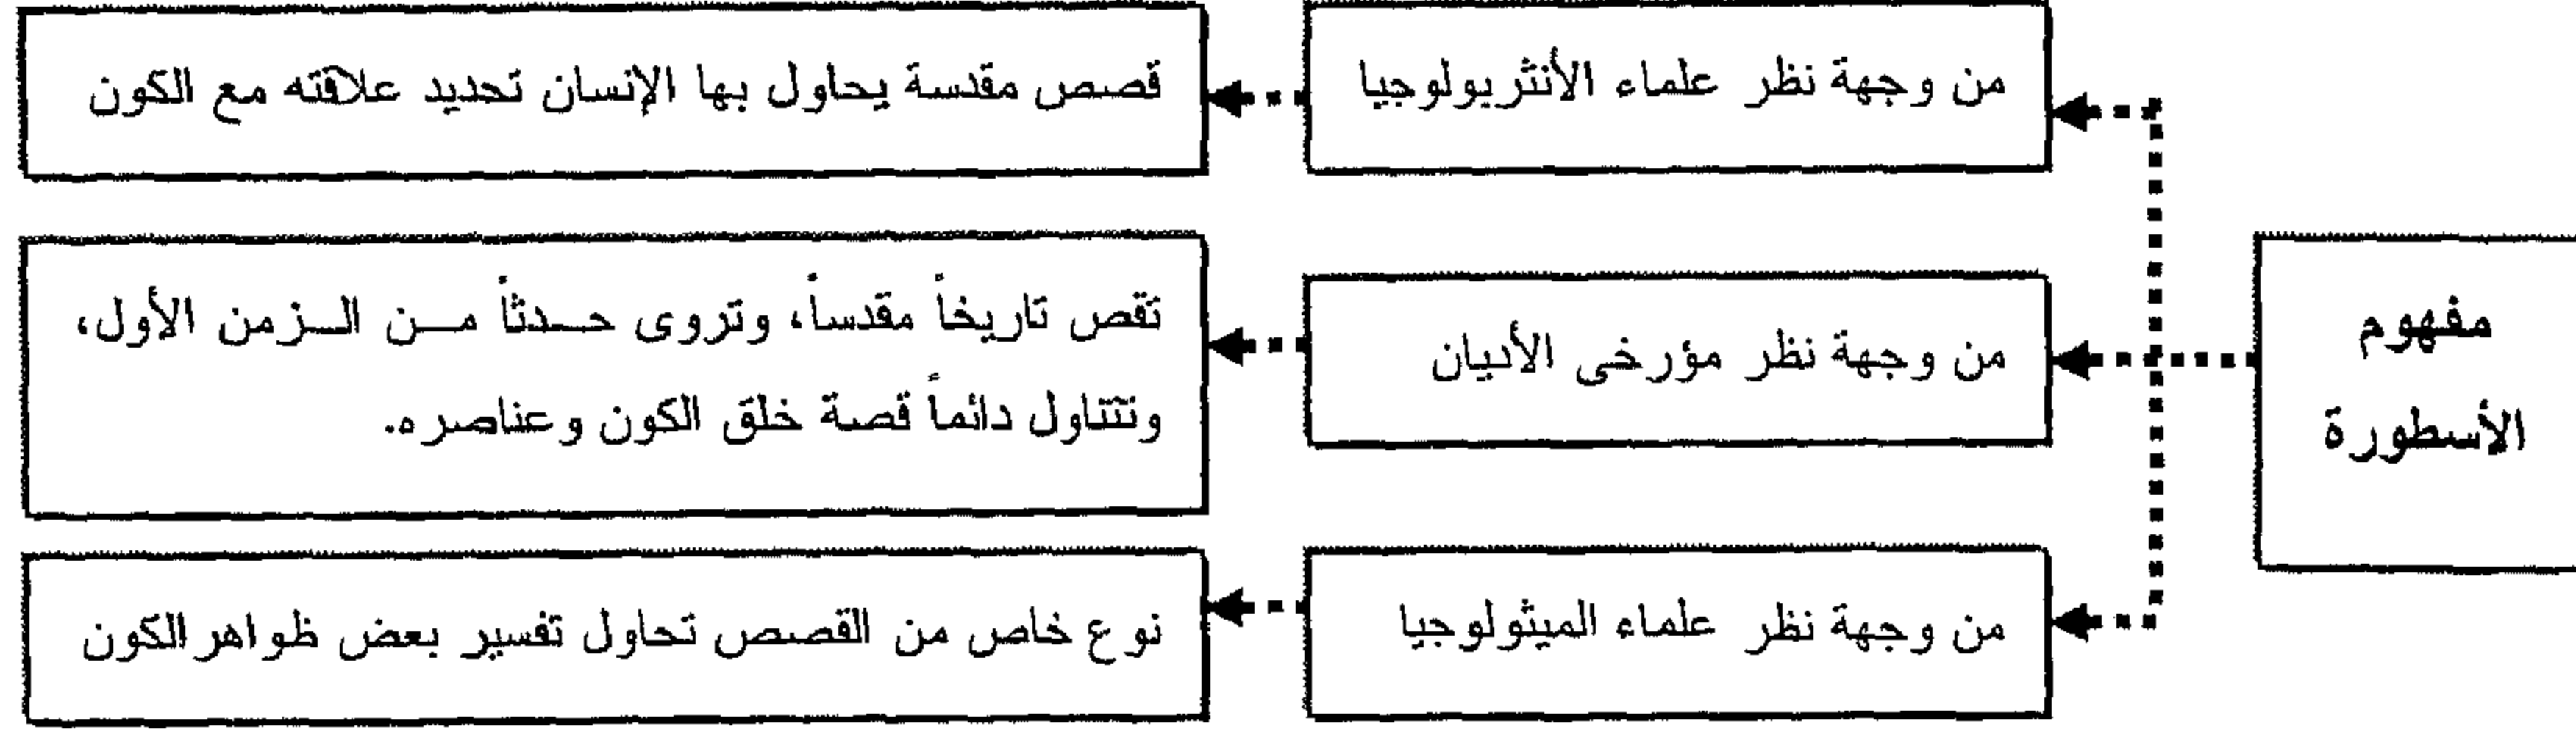 مفهوم
الأسطورة
من وجهة نظر علماء الأنثربولوجيا
قصص مقدسة يحاول بها الإنسان تحديد علاقته مع الكون
من وجهة نظر مؤرخى الأديان
تقص تاريخاً مقدساً، وتروى حدثاً من الزمن الأول،
وتتناول دائماً قصة خلق الكون وعناصره.
من وجهة نظر علماء الميثولوجيا
نوع خاص من القصص تحاول تفسير بعض ظواهر الكون